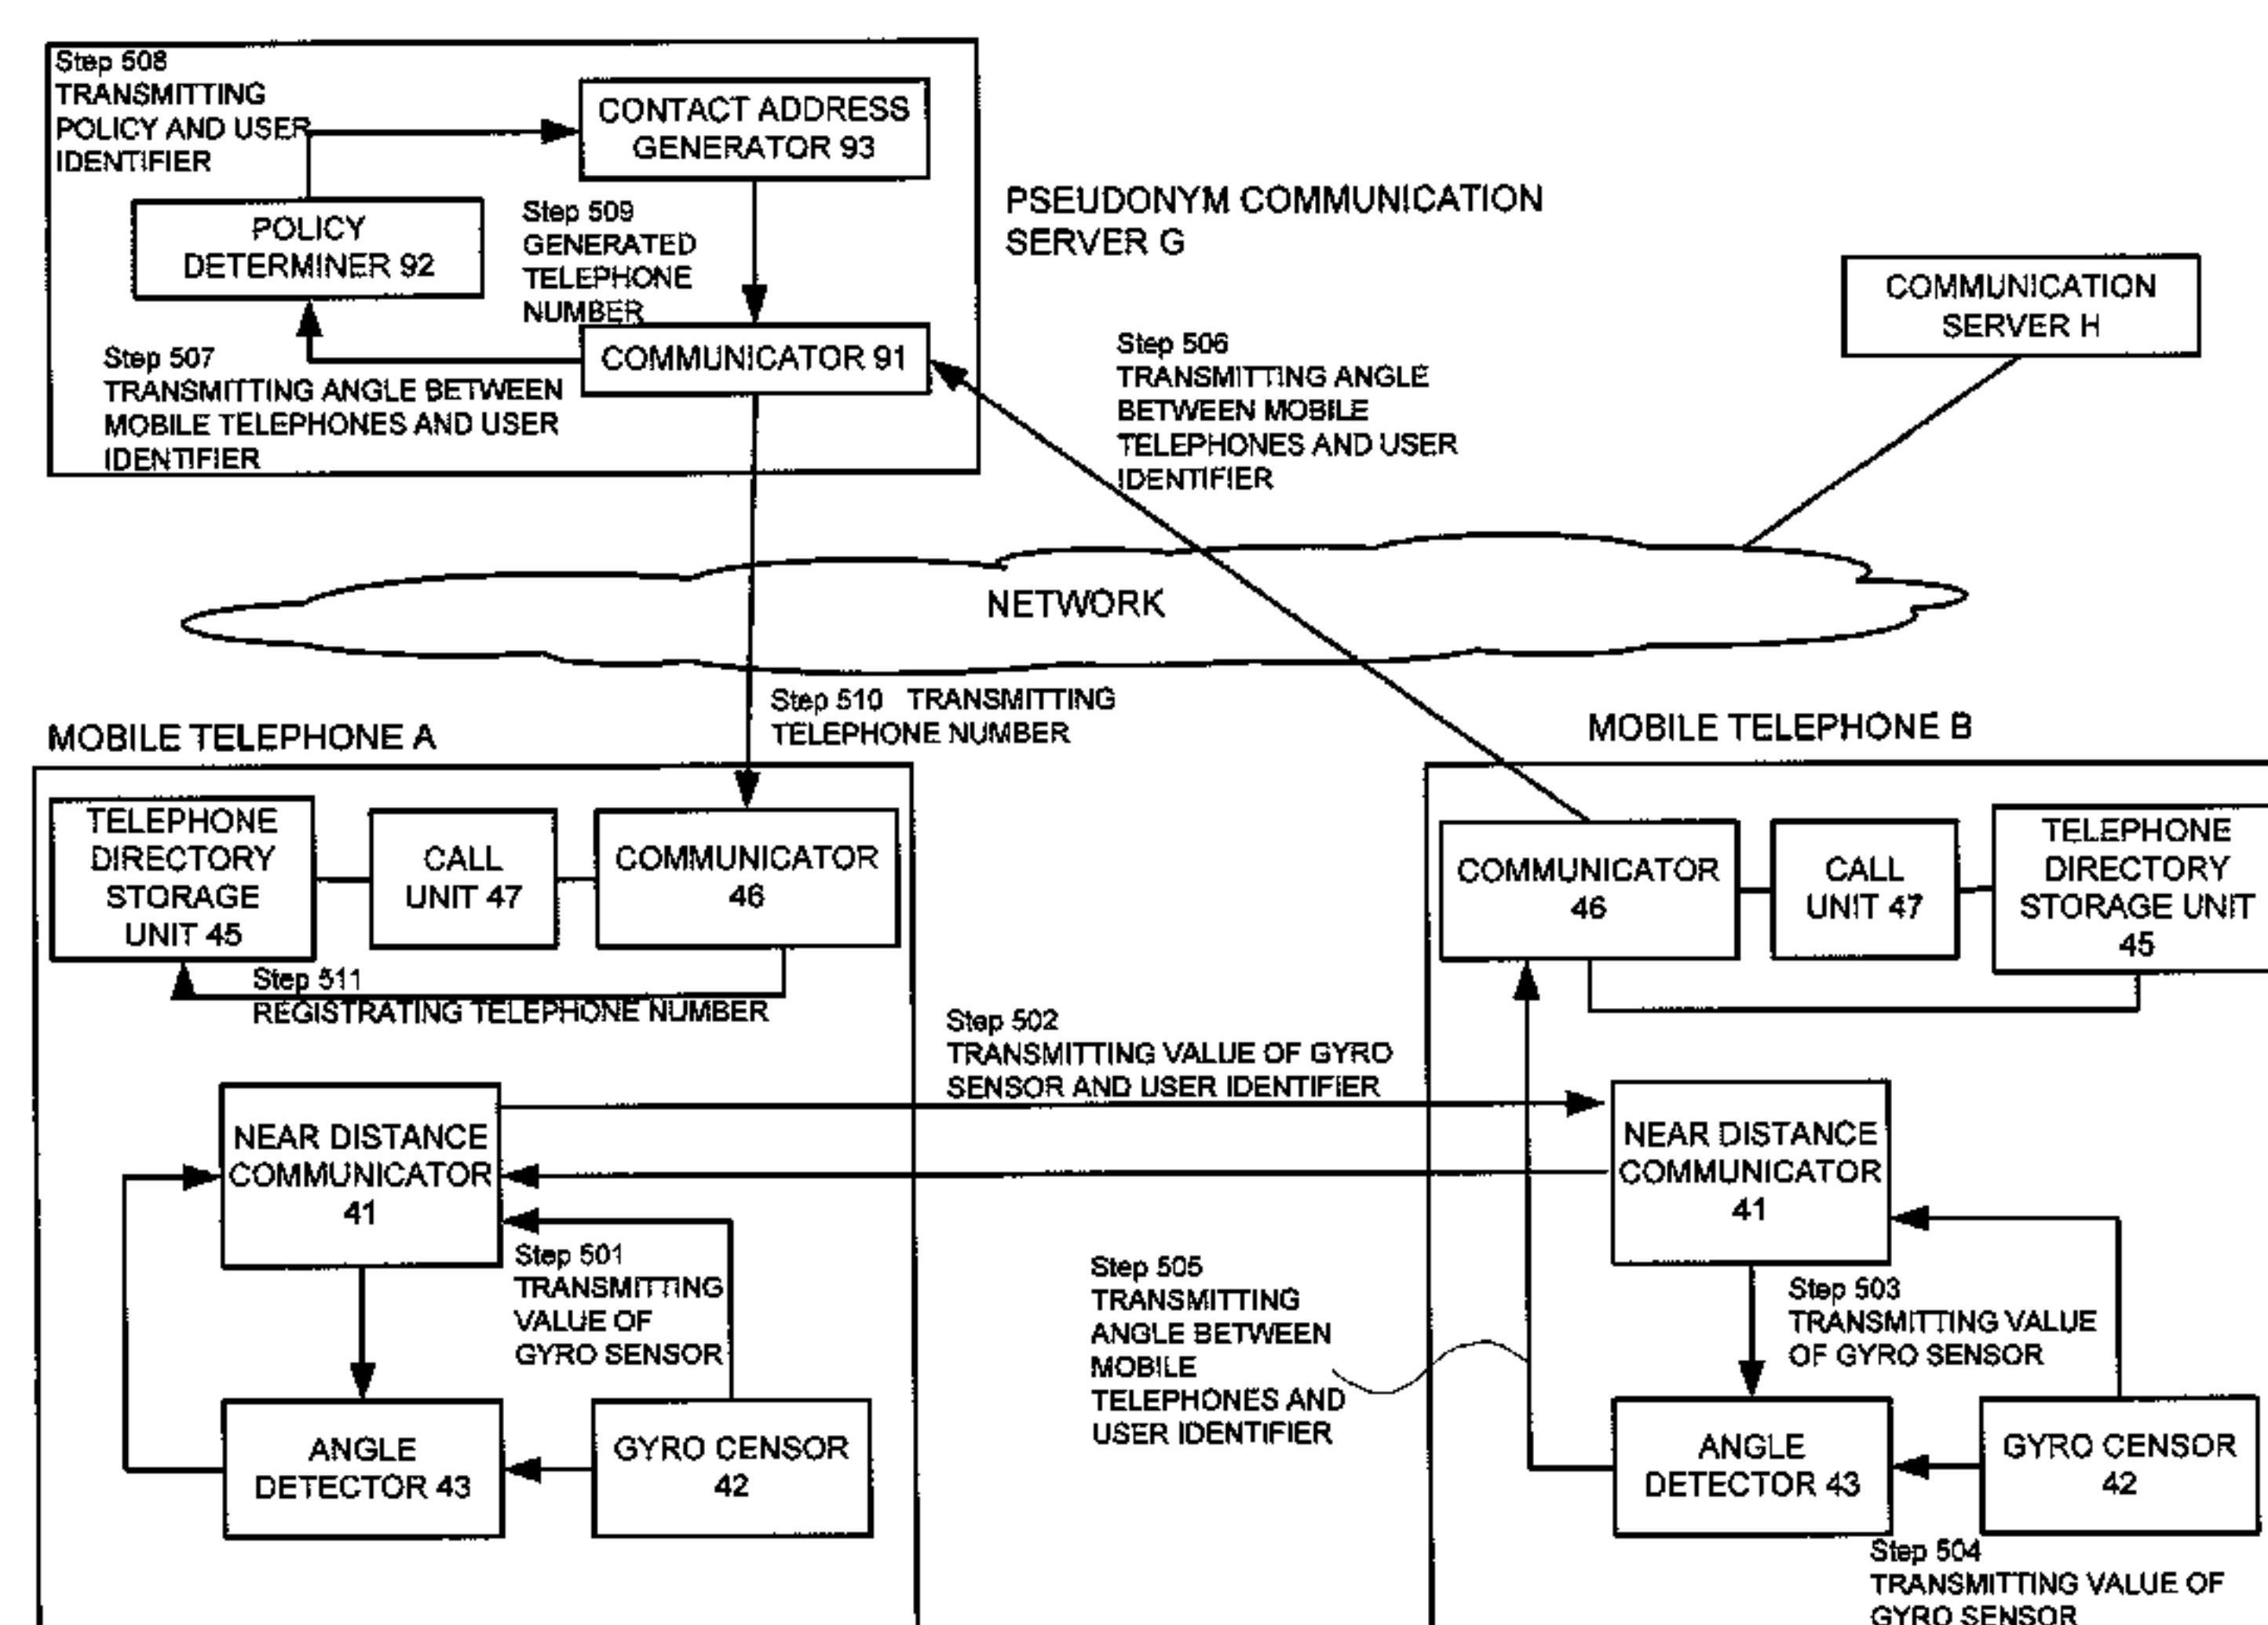 Step 508
TRANSMITTING
POLICY AND USER
IDENTIFIER
CONTACT ADDRESS
GENERATOR 93
POLICY
DETERMINER 92
Step 509
GENERATED
TELEPHONE
NUMBER
COMMUNICATOR 91
Step 507
TRANSMITTING ANGLE BETWEEN
MOBILE TELEPHONES AND USER
IDENTIFIER
PSEUDONYM COMMUNICATION
SERVER G
COMMUNICATION
SERVER H
Step 506
TRANSMITTING ANGLE
BETWEEN MOBILE
TELEPHONES AND USER
IDENTIFIER
NETWORK
Step 510 TRANSMITTING
TELEPHONE NUMBER
MOBILE TELEPHONE A
TELEPHONE
DIRECTORY
STORAGE
UNIT 45
CALL
UNIT 47
COMMUNICATOR
46
Step 511
REGISTRATING TELEPHONE NUMBER
NEAR DISTANCE
COMMUNICATOR
41
Step 501
TRANSMITTING
VALUE OF
GYRO SENSOR
ANGLE
DETECTOR 43
GYRO CENSOR
42
Step 502
TRANSMITTING VALUE OF GYRO
SENSOR AND USER IDENTIFIER
Step 505
TRANSMITTING
ANGLE BETWEEN
MOBILE
TELEPHONES AND
USER IDENTIFIER
MOBILE TELEPHONE B
COMMUNICATOR
46
CALL
UNIT 47
TELEPHONE
DIRECTORY
STORAGE UNIT
45
NEAR DISTANCE
COMMUNICATOR
41
Step 503
TRANSMITTING VALUE
OF GYRO SENSOR
ANGLE
DETECTOR 43
GYRO CENSOR
42
Step 504
TRANSMITTING VALUE OF
GYRO SENSOR